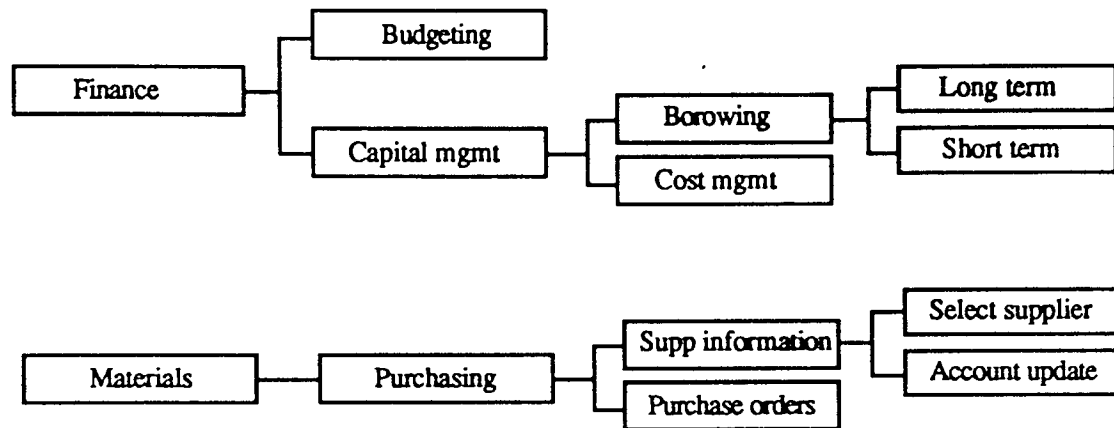 Budgeting
Finance
Long term
Borowing
Capital mgmt
Short term
Cost mgmt
Select supplier
Supp information
Materials
Purchasing
Account update
Purchase orders